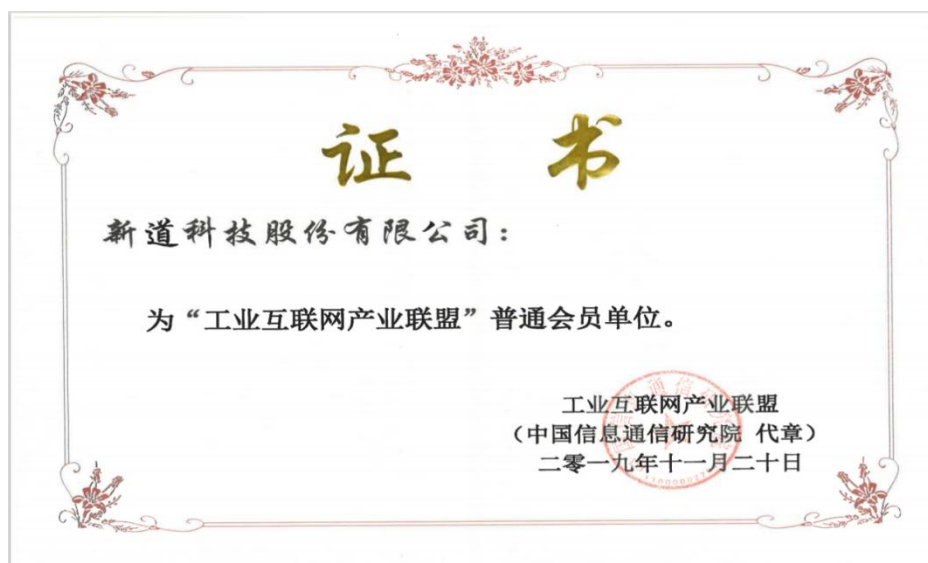 证 书
新道科技股份有限公司：
为“工业互联网产业联盟”普通会员单位。
工业互联网产业联盟
（中国信息通信研究院 代章）
二零一九年十一月二十日